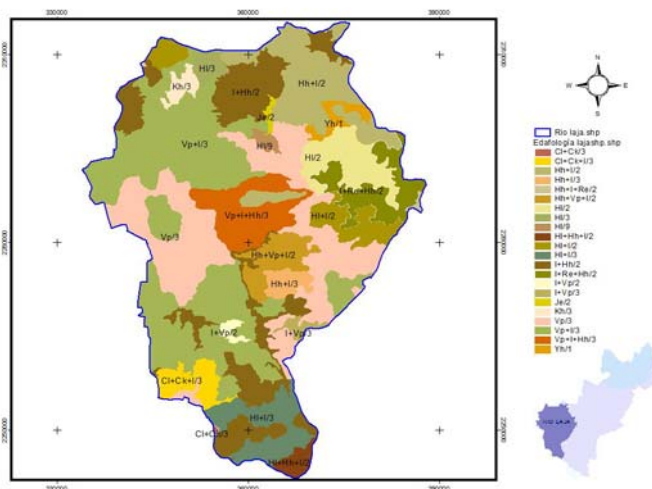 Hl/3
Kh/3
I+Hh/2
Hh+I/2
Je/2
Yh/1
Hl/9
Vp+I/3
Hl/2
I+Re+Hh/2
Vp+I+Hh/3
Hl+I/2
Vp/3
Hh+Vp+I/2
Hh+I/3
I+Vp/2
I+Vp/3
Cl+Ck+I/3
Hl+I/3
Cl+Ck/3
Hl+Hh+I/2
N
W
E
S
Rio laja.shp
Edafología lajashp.shp
Cl+Ck/3
Cl+Ck+I/3
Hh+I/2
Hh+I/3
Hh+I+Re/2
Hh+Vp+I/2
Hl/2
Hl/3
Hl/9
Hl+Hh+I/2
Hl+I/2
Hl+I/3
I+Hh/2
I+Re+Hh/2
I+Vp/2
I+Vp/3
Je/2
Kh/3
Vp/3
Vp+I/3
Vp+I+Hh/3
Yh/1
RIO LAJA